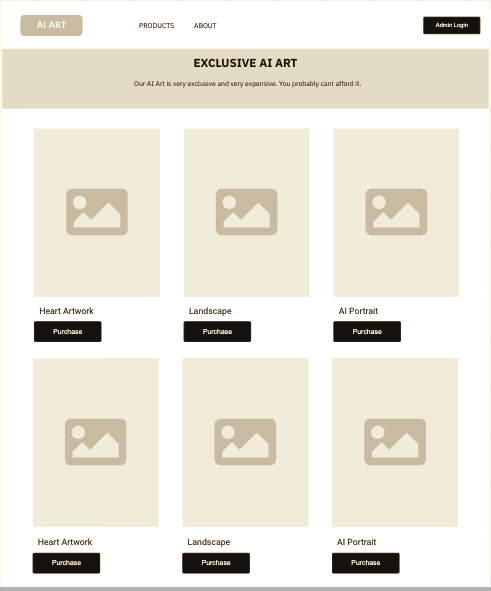 AI ART
PRODUCTS
ABOUT
Admin Login
EXCLUSIVE AI ART
Our AI Art is very exclusive and very expensive. You probably cant afford it.
Heart Artwork
Landscape
AI Portrait
Purchase
Purchase
Purchase
Heart Artwork
Landscape
AI Portrait
Purchase
Purchase
Purchase